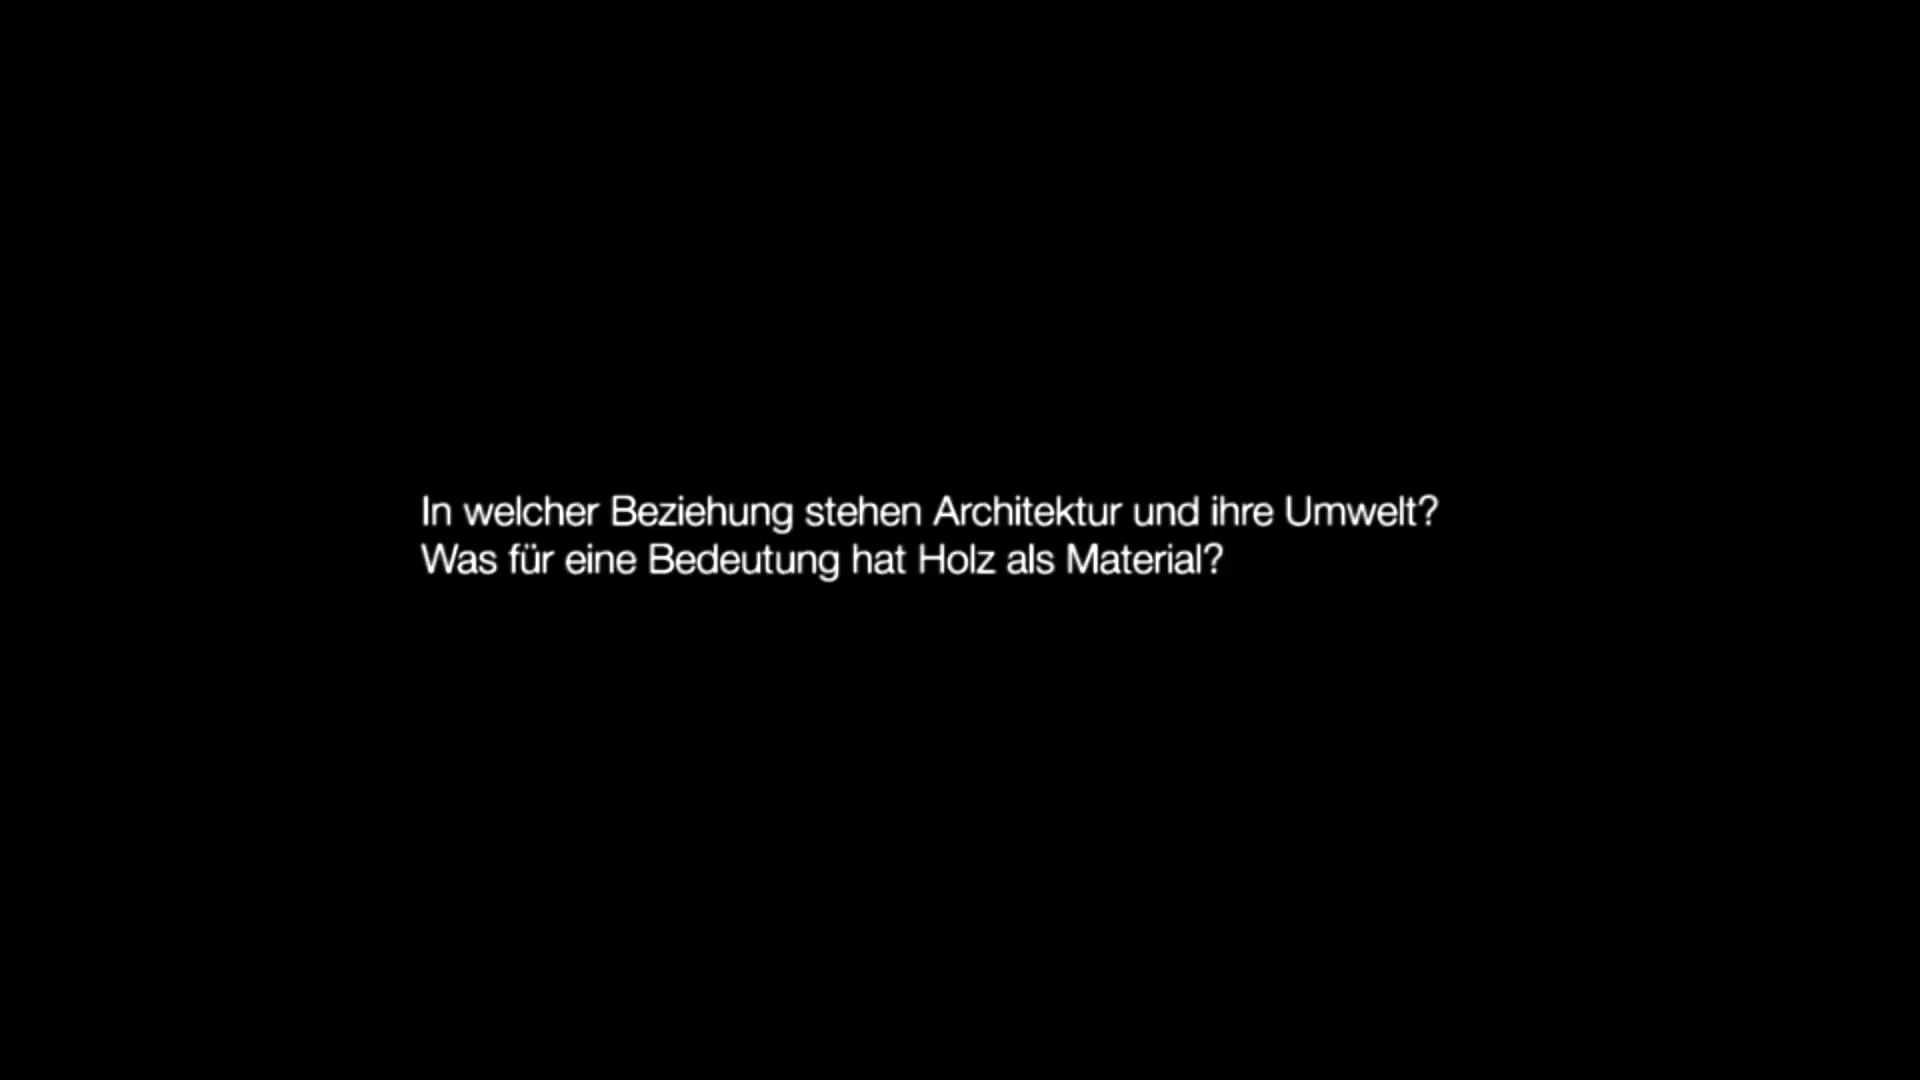 In welcher Beziehung stehen Architektur und ihre Umwelt?
Was für eine Bedeutung hat Holz als Material?